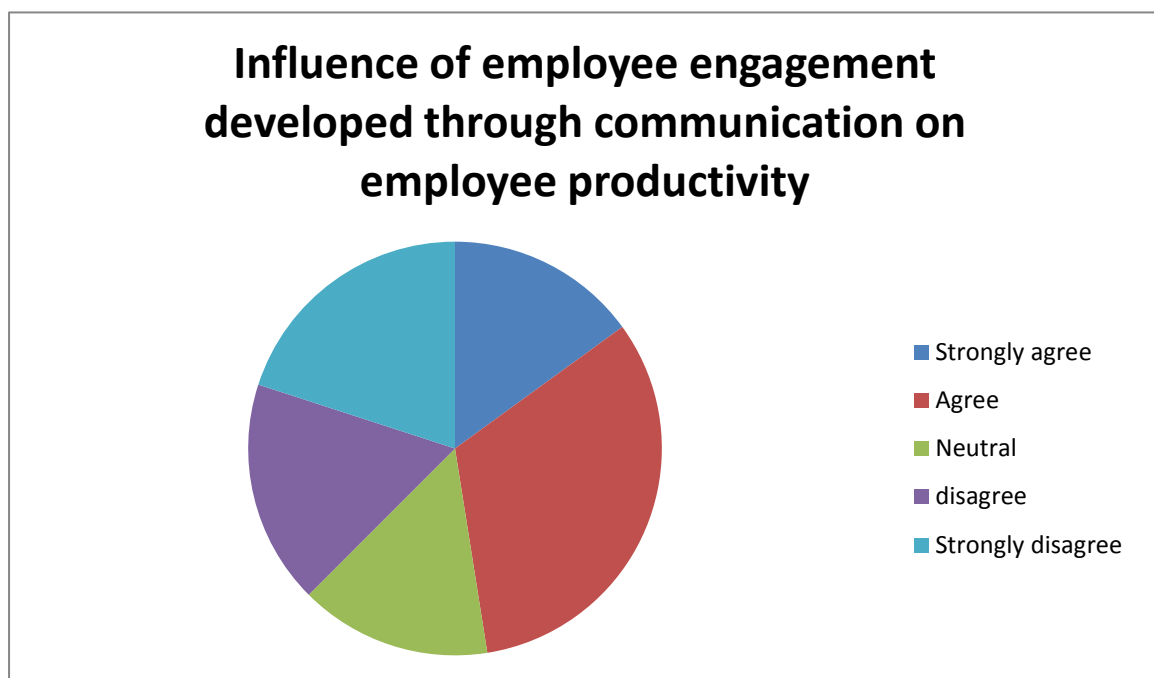 Influence of employee engagement
developed through communication on
employee productivity
Strongly agree
Agree
Neutral
disagree
Strongly disagree